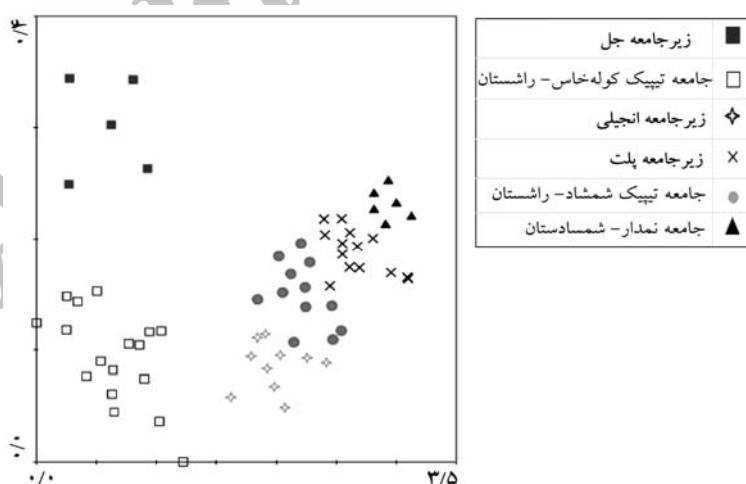 ۰/۴
۰/۰
۰/۰
۳/۵
زیرجامعه جل
جامعه تیپیک کوله‌خاس- راشستان
زیرجامعه انجیلی
زیرجامعه پلت
جامعه تیپیک شمشاد- راشستان
جامعه نمدار- شمسادستان